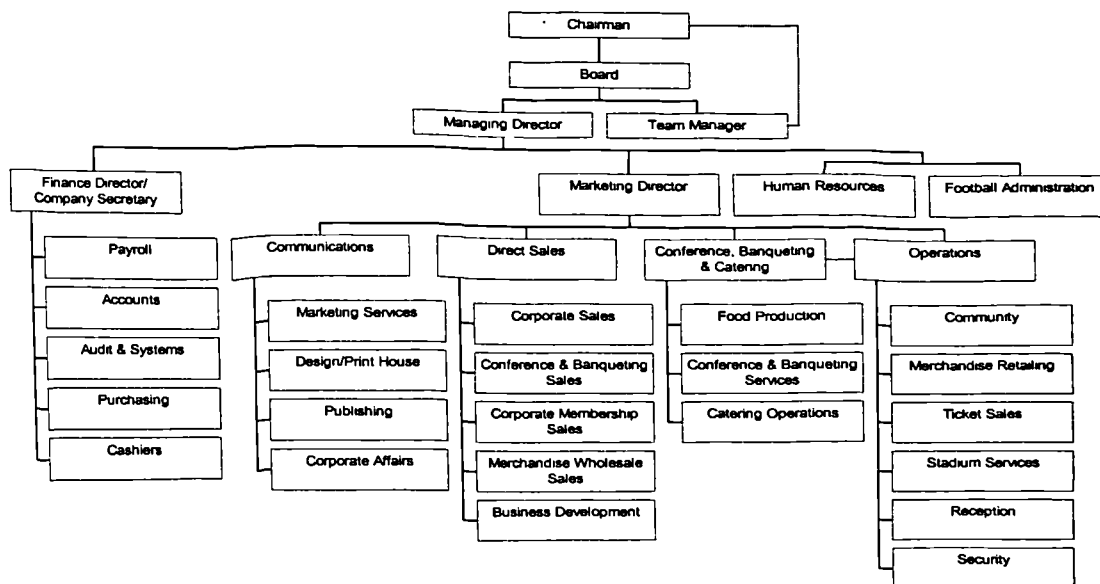 Chairman
Board
Managing Director
Team Manager
Finance Director/
Company Secretary
Marketing Director
Human Resources
Football Administration
Payroll
Accounts
Audit & Systems
Purchasing
Cashiers
Communications
Marketing Services
Design/Print House
Publishing
Corporate Affairs
Direct Sales
Corporate Sales
Conference & Banqueting
Sales
Corporate Membership
Sales
Merchandise Wholesale
Sales
Business Development
Conference, Banqueting
& Catering
Food Production
Conference & Banqueting
Services
Catering Operations
Operations
Community
Merchandise Retailing
Ticket Sales
Stadium Services
Reception
Security